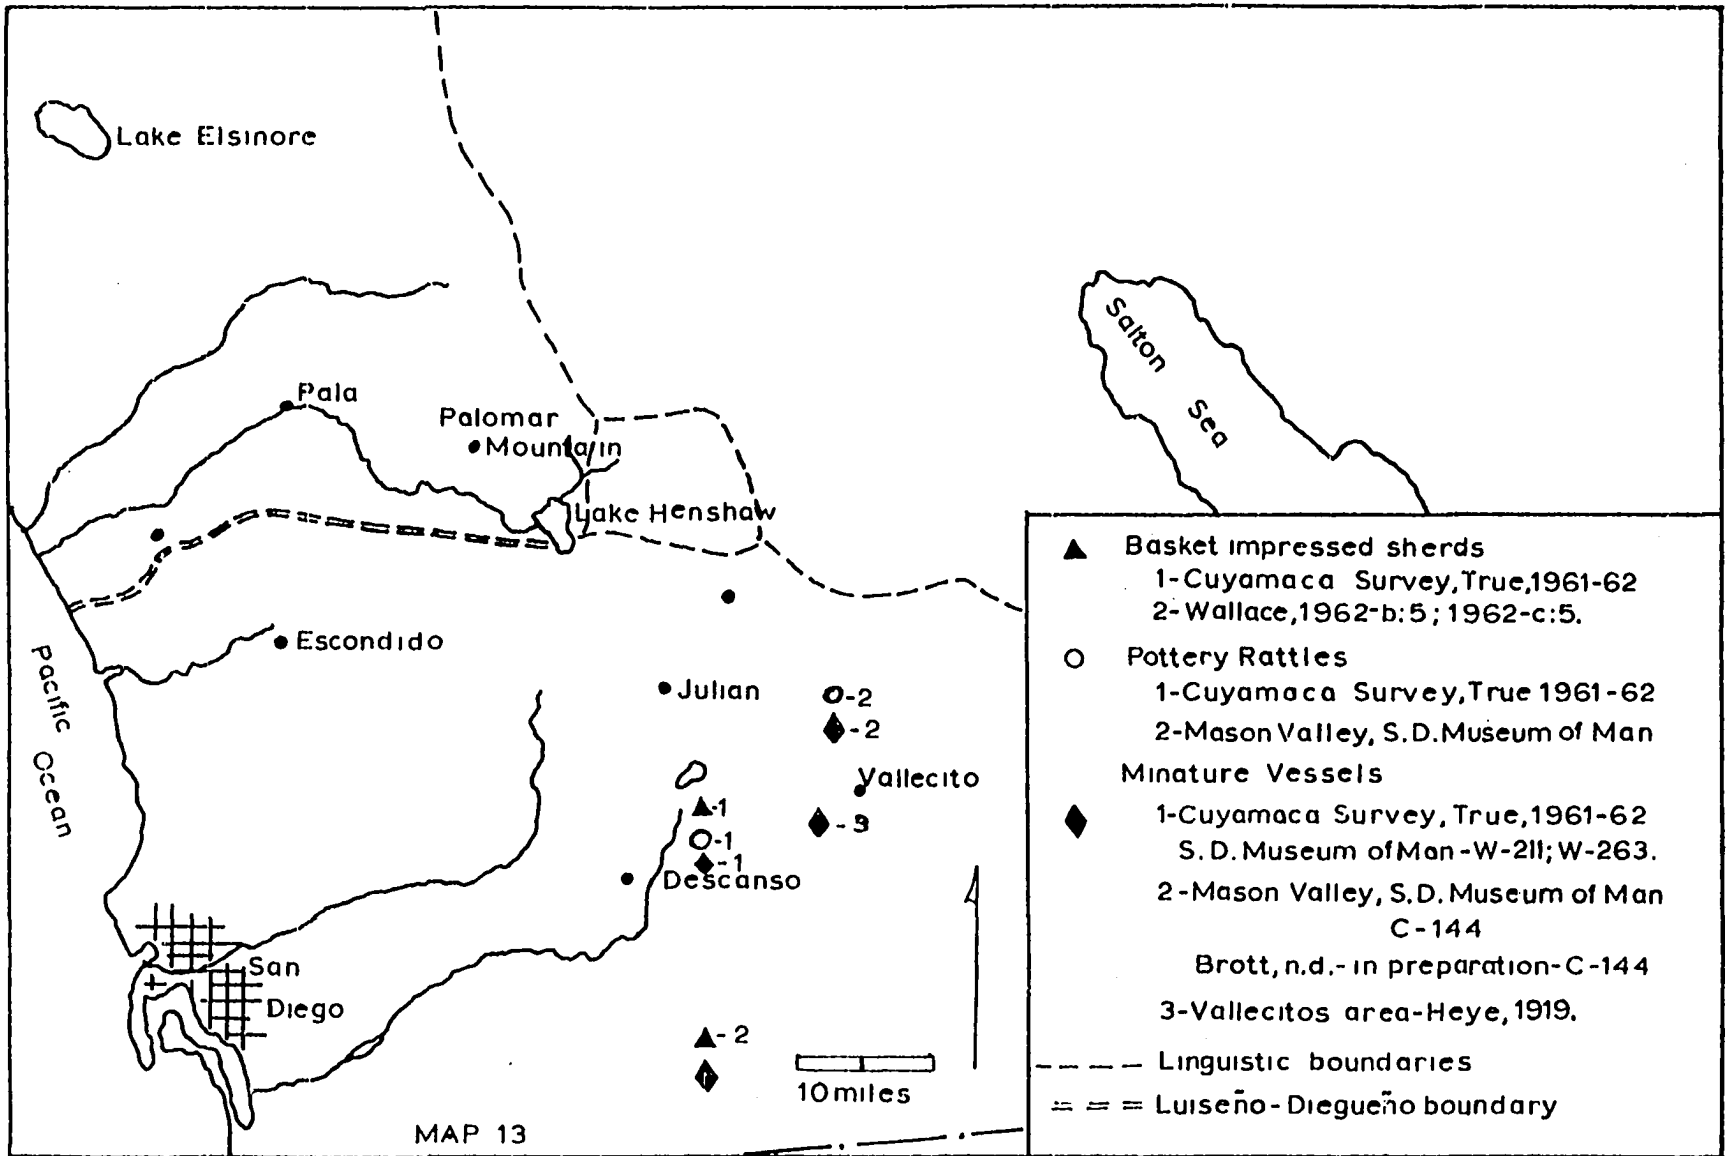 Lake Elsinore
Pala
Palomar
Mountain
Lake Henshaw
Salton
Sea
Escondido
Pacific
Ocean
Julian
-2
-2
Vallecito
-1
-3
-1
-1
Descanso
San
Diego
-2
10 miles
MAP 13
Basket impressed sherds
1-Cuyamaca Survey, True, 1961-62
2-Wallace, 1962-b:5; 1962-c:5.
Pottery Rattles
1-Cuyamaca Survey, True 1961-62
2-Mason Valley, S.D. Museum of Man
Minature Vessels
1-Cuyamaca Survey, True, 1961-62
S.D. Museum of Man-W-211; W-263.
2-Mason Valley, S.D. Museum of Man
C-144
Brott, n.d.- in preparation-C-144
3-Vallecitos area-Heye, 1919.
Linguistic boundaries
Luiseño-Diegueño boundary